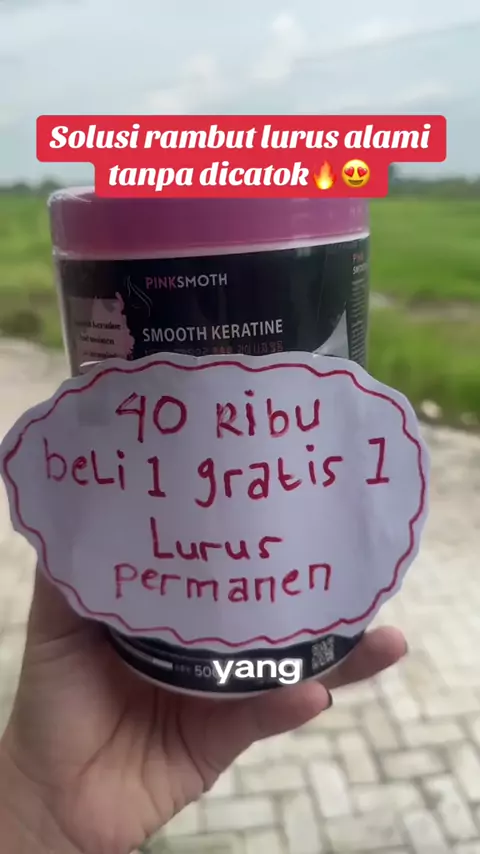 Solusi rambut lurus alami
tanpa dicatok🔥😍
PINKSMOTH
SMOOTH KERATINE
40 RiBU
beLi 1 gratis 1
Lurus
PerManen
yang